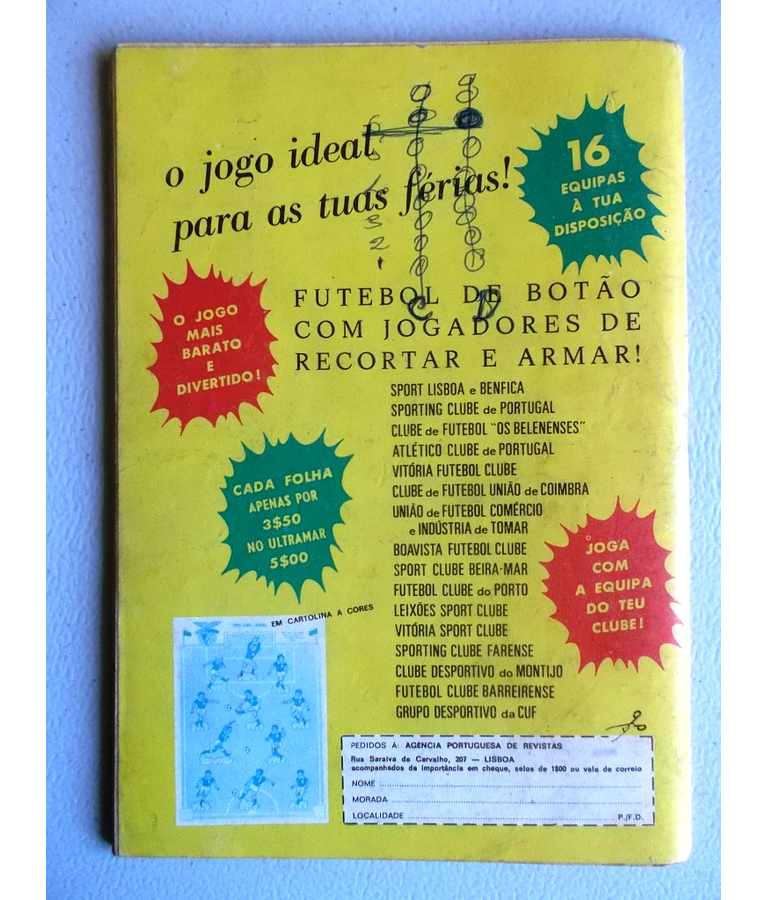 o jogo ideal
para as tuas férias!
16
EQUIPAS
À TUA
DISPOSIÇÃO
O JOGO
MAIS
BARATO
E
DIVERTIDO!
FUTEBOL DE BOTÃO
COM JOGADORES DE
RECORTAR E ARMAR!
SPORT LISBOA e BENFICA
SPORTING CLUBE de PORTUGAL
CLUBE de FUTEBOL "OS BELENENSES"
ATLÉTICO CLUBE de PORTUGAL
VITÓRIA FUTEBOL CLUBE
CLUBE de FUTEBOL UNIÃO de COIMBRA
UNIÃO de FUTEBOL COMÉRCIO
e INDÚSTRIA de TOMAR
BOAVISTA FUTEBOL CLUBE
SPORT CLUBE BEIRA-MAR
FUTEBOL CLUBE do PORTO
LEIXÕES SPORT CLUBE
VITÓRIA SPORT CLUBE
SPORTING CLUBE FARENSE
CLUBE DESPORTIVO do MONTIJO
FUTEBOL CLUBE BARREIRENSE
GRUPO DESPORTIVO da CUF
CADA FOLHA
APENAS POR
3$50
NO ULTRAMAR
5$00
JOGA
COM
A EQUIPA
DO TEU
CLUBE!
EM CARTOLINA A CORES
C D
3
2
1
PEDIDOS À: AGENCIA PORTUGUESA DE REVISTAS
Rua Saraiva de Carvalho, 207 — LISBOA
acompanhados da importância em cheque, selos de 1$00 ou vale de correio
NOME
MORADA
LOCALIDADE P./F.D.